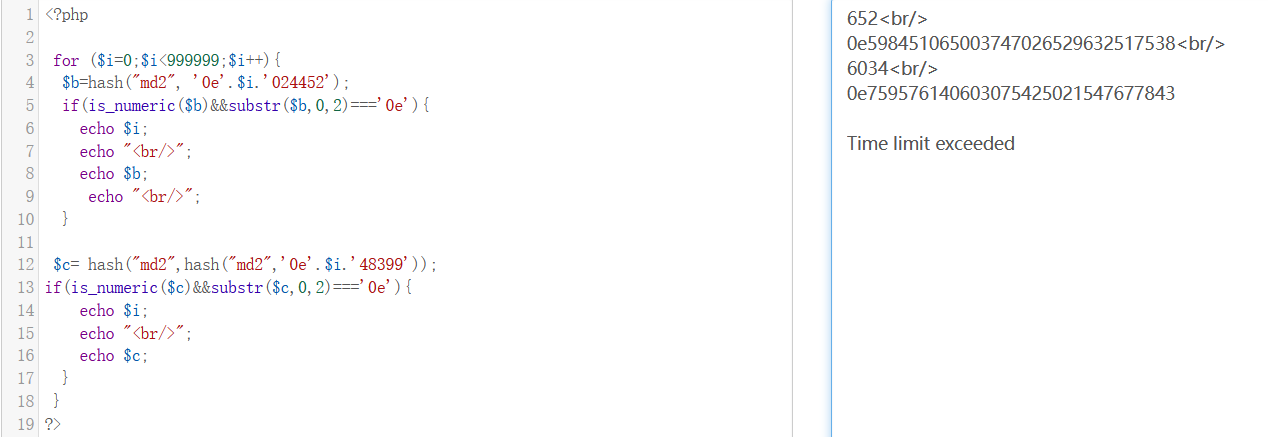 1 <?php
2
3 for ($i=0;$i<999999;$i++){
4 $b=hash("md2", '0e'.$i.'024452');
5 if(is_numeric($b)&&substr($b,0,2)==='0e'){
6 echo $i;
7 echo "<br/>";
8 echo $b;
9 echo "<br/>";
10 }
11
12 $c= hash("md2",hash("md2",'0e'.$i.'48399'));
13 if(is_numeric($c)&&substr($c,0,2)==='0e'){
14 echo $i;
15 echo "<br/>";
16 echo $c;
17 }
18 }
19 ?>
652<br/>
0e598451065003747026529632517538<br/>
6034<br/>
0e759576140603075425021547677843
Time limit exceeded